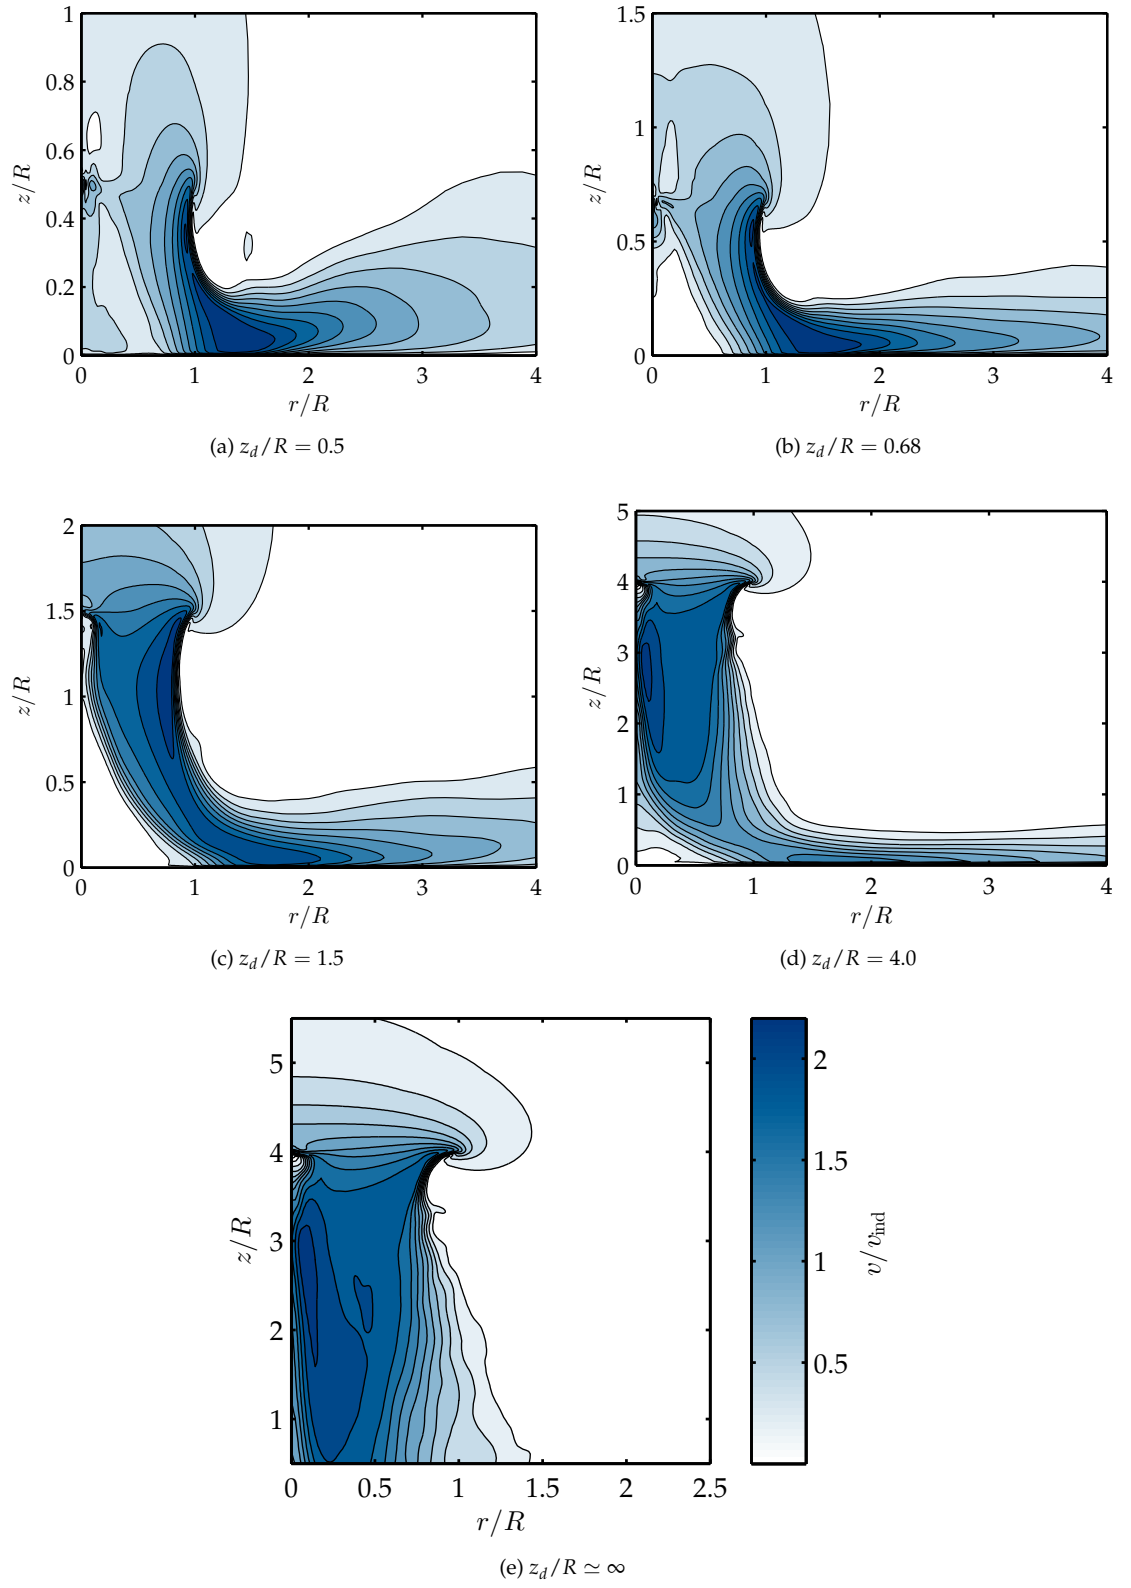 1
0.8
0.6
0.4
0.2
0
0 1 2 3 4
z/R
r/R
(a) z_d/R = 0.5
1.5
1
0.5
0
0 1 2 3 4
z/R
r/R
(b) z_d/R = 0.68
2
1.5
1
0.5
0
0 1 2 3 4
z/R
r/R
(c) z_d/R = 1.5
5
4
3
2
1
0
0 1 2 3 4
z/R
r/R
(d) z_d/R = 4.0
5
4
3
2
1
0 0.5 1 1.5 2 2.5
z/R
r/R
2
1.5
1
0.5
v/v_ind
(e) z_d/R ≃ ∞